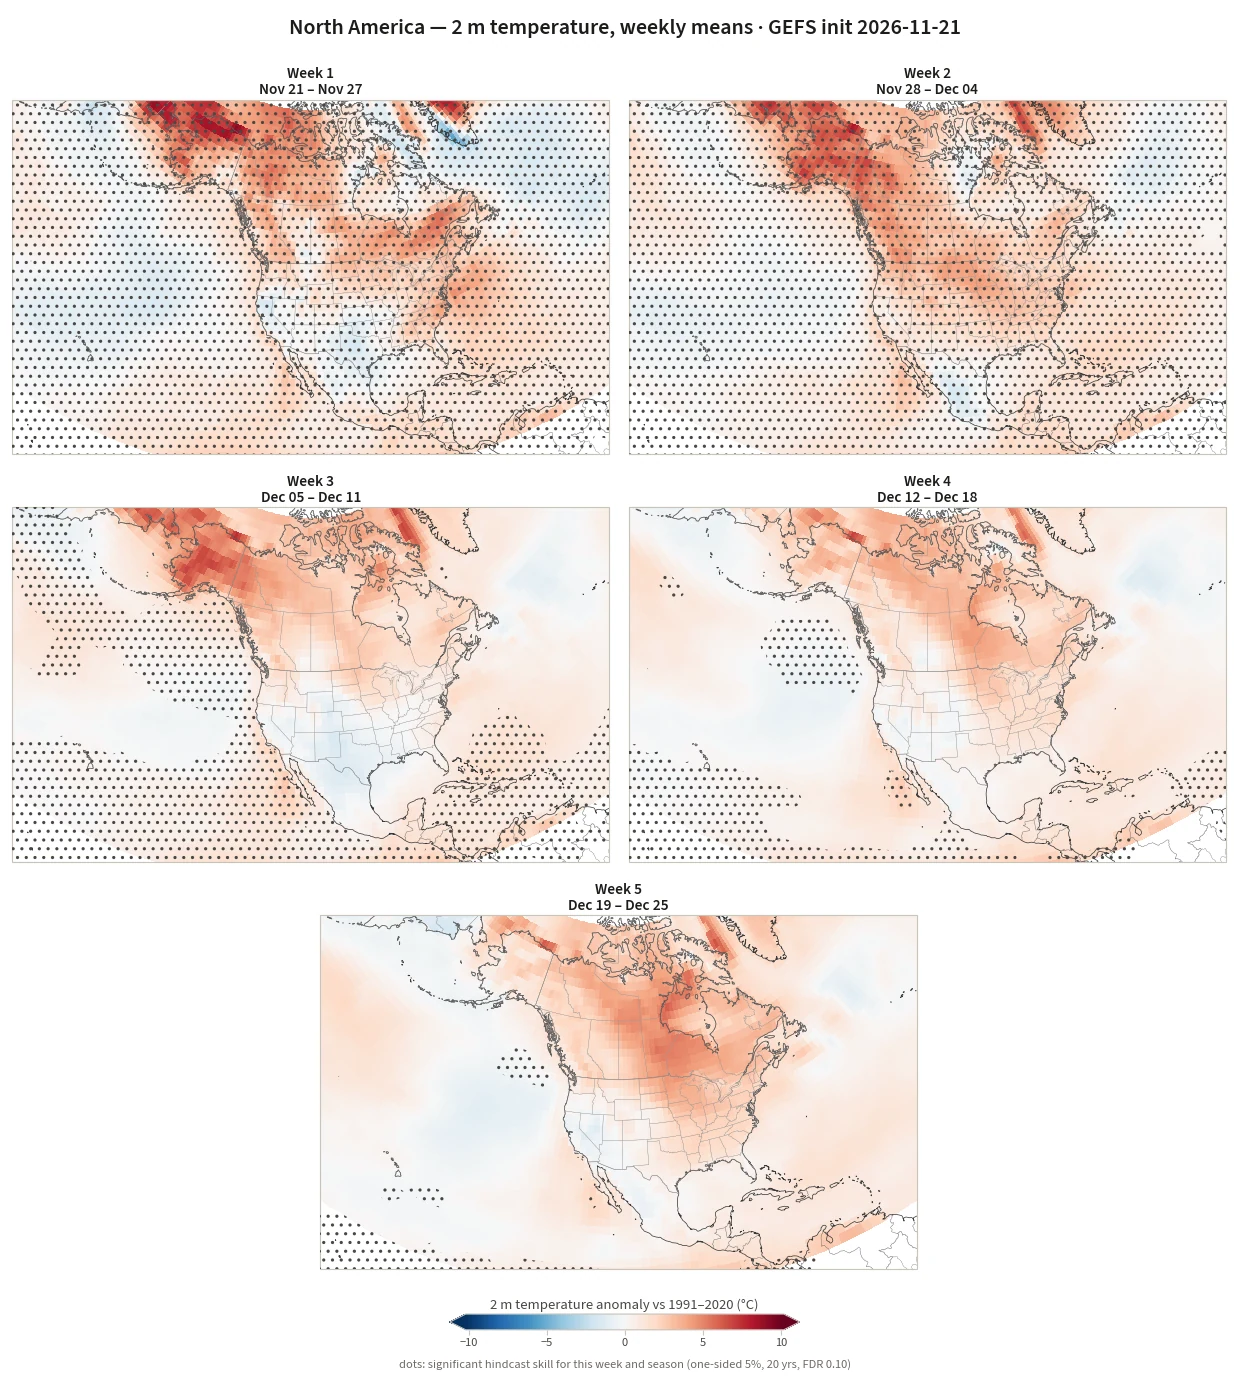 North America — 2 m temperature, weekly means · GEFS init 2026-11-21
Week 1
Nov 21 – Nov 27
Week 2
Nov 28 – Dec 04
Week 3
Dec 05 – Dec 11
Week 4
Dec 12 – Dec 18
Week 5
Dec 19 – Dec 25
2 m temperature anomaly vs 1991–2020 (°C)
−10 −5 0 5 10
dots: significant hindcast skill for this week and season (one-sided 5%, 20 yrs, FDR 0.10)